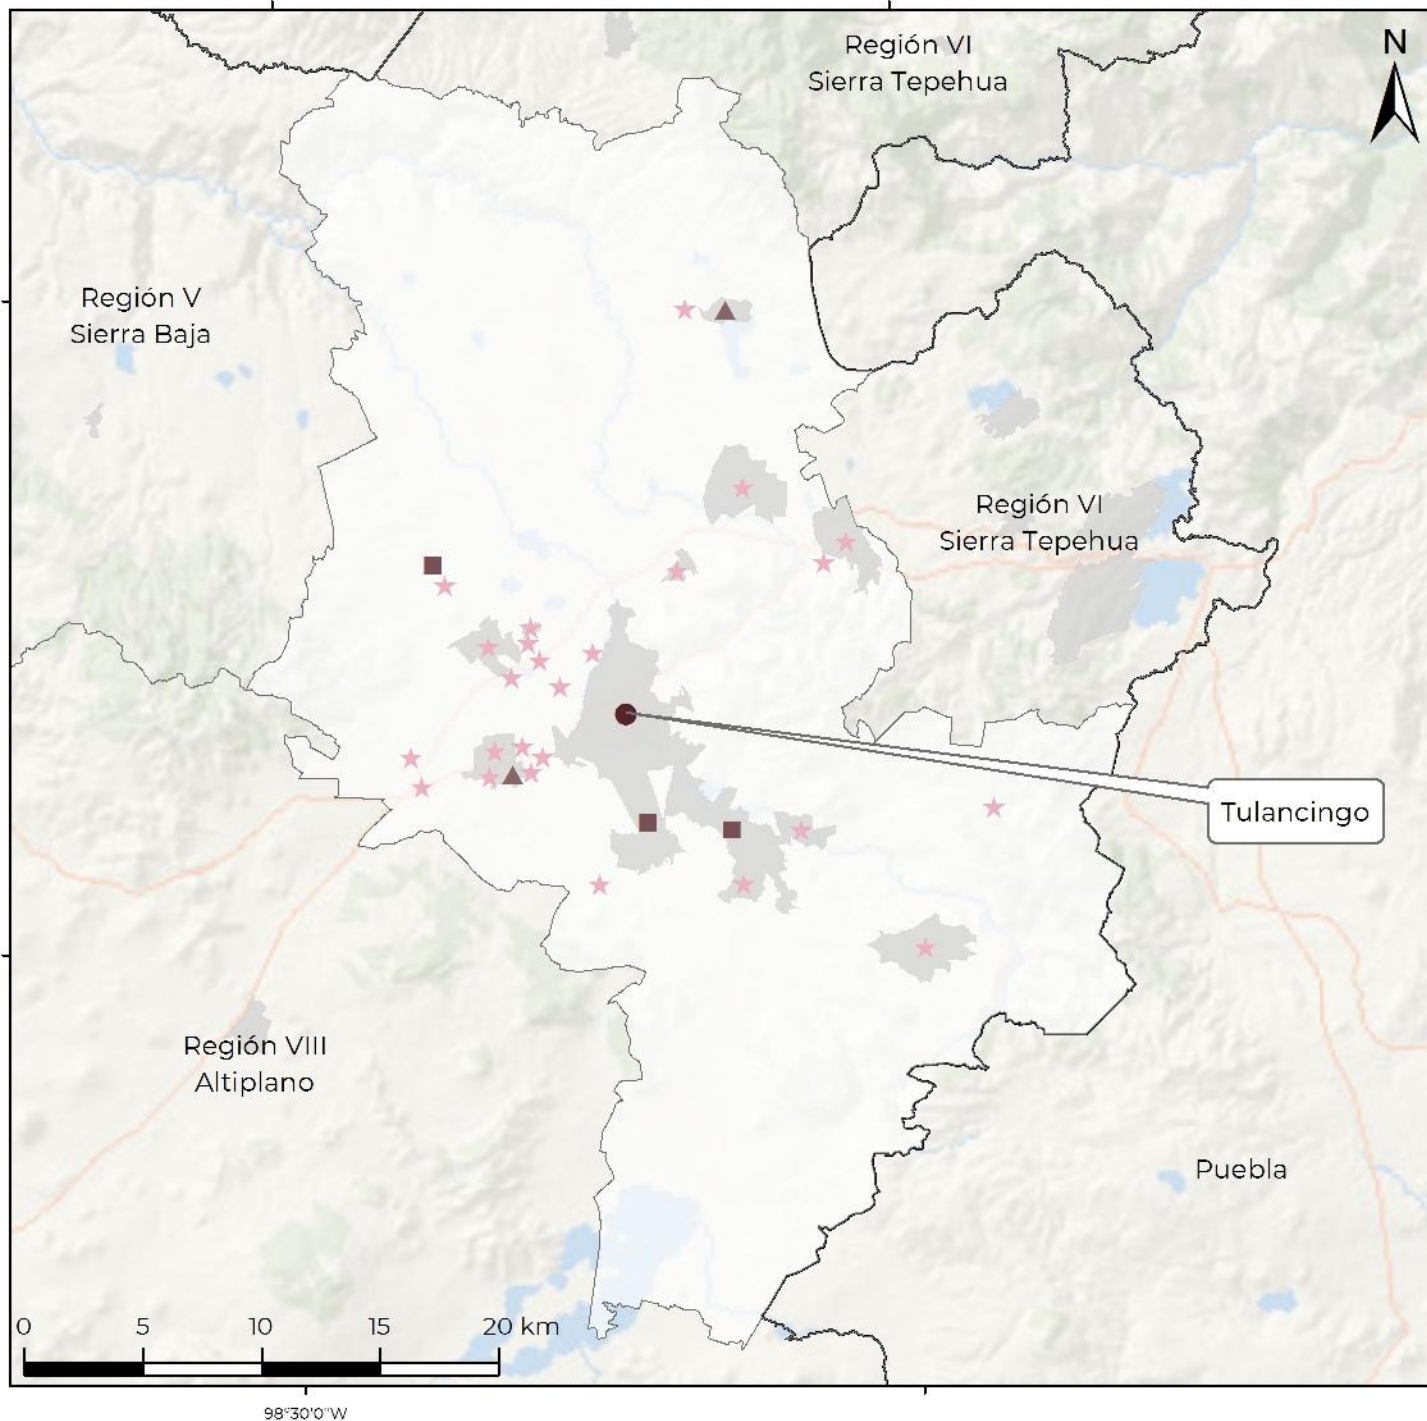 Región VI
Sierra Tepehua
N
Región V
Sierra Baja
Región VI
Sierra Tepehua
Tulancingo
Región VIII
Altiplano
Puebla
0 5 10 15 20 km
98°30'0"W